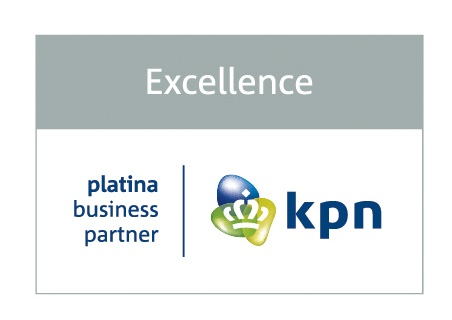 Excellence
platina
business
partner
kpn